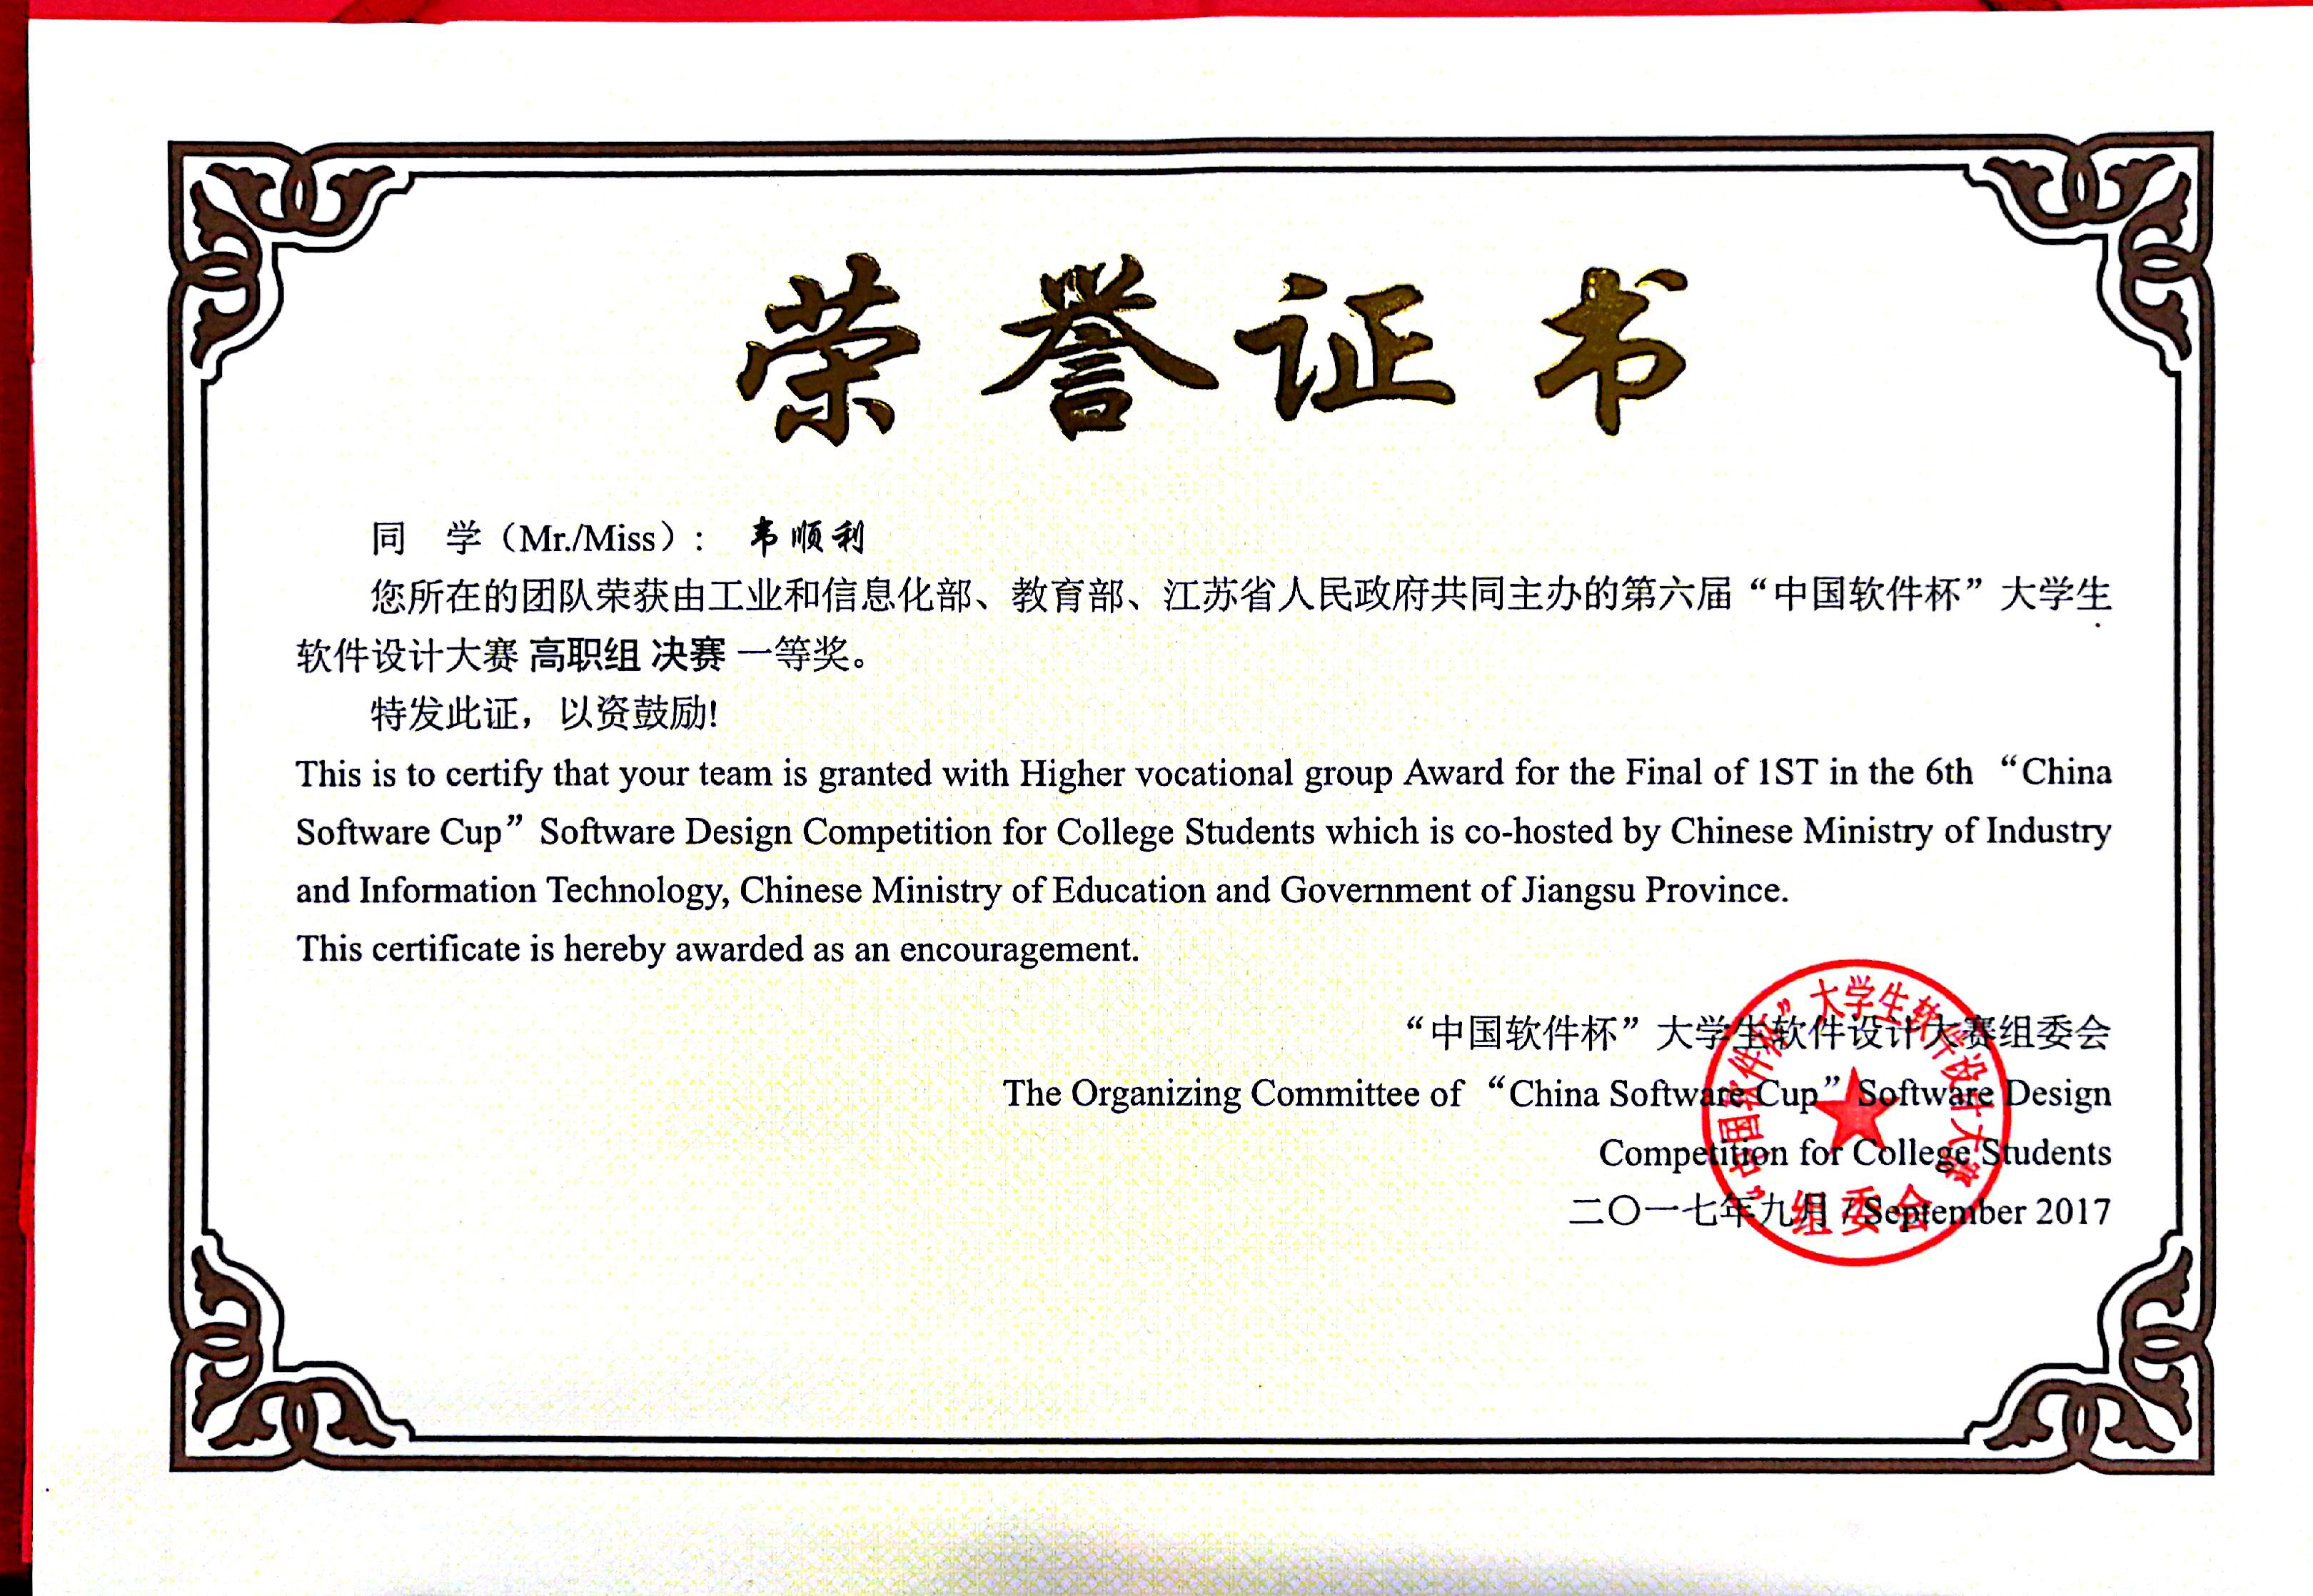 荣誉证书
同 学（Mr./Miss）: 韦顺利
您所在的团队荣获由工业和信息化部、教育部、江苏省人民政府共同主办的第六届“中国软件杯”大学生
软件设计大赛 高职组 决赛 一等奖。
特发此证，以资鼓励!
This is to certify that your team is granted with Higher vocational group Award for the Final of 1ST in the 6th “China
Software Cup” Software Design Competition for College Students which is co-hosted by Chinese Ministry of Industry
and Information Technology, Chinese Ministry of Education and Government of Jiangsu Province.
This certificate is hereby awarded as an encouragement.
“中国软件杯”大学生软件设计大赛组委会
The Organizing Committee of “China Software Cup” Software Design
Competition for College Students
二〇一七年九月 / September 2017
“中国软件杯”大学生软件设计大赛
组委会